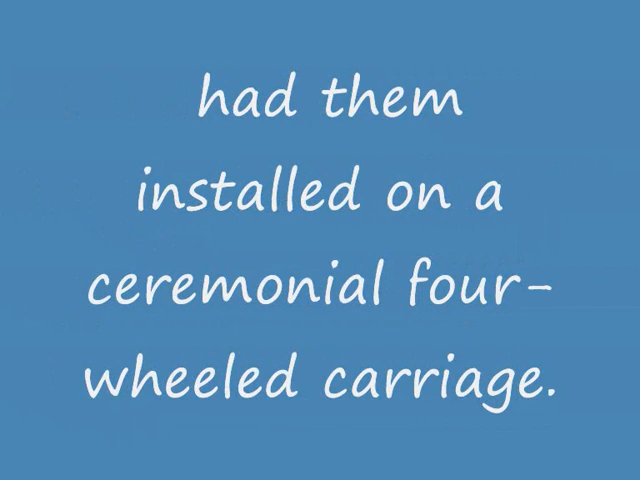 had them
installed on a
ceremonial four-
wheeled carriage.